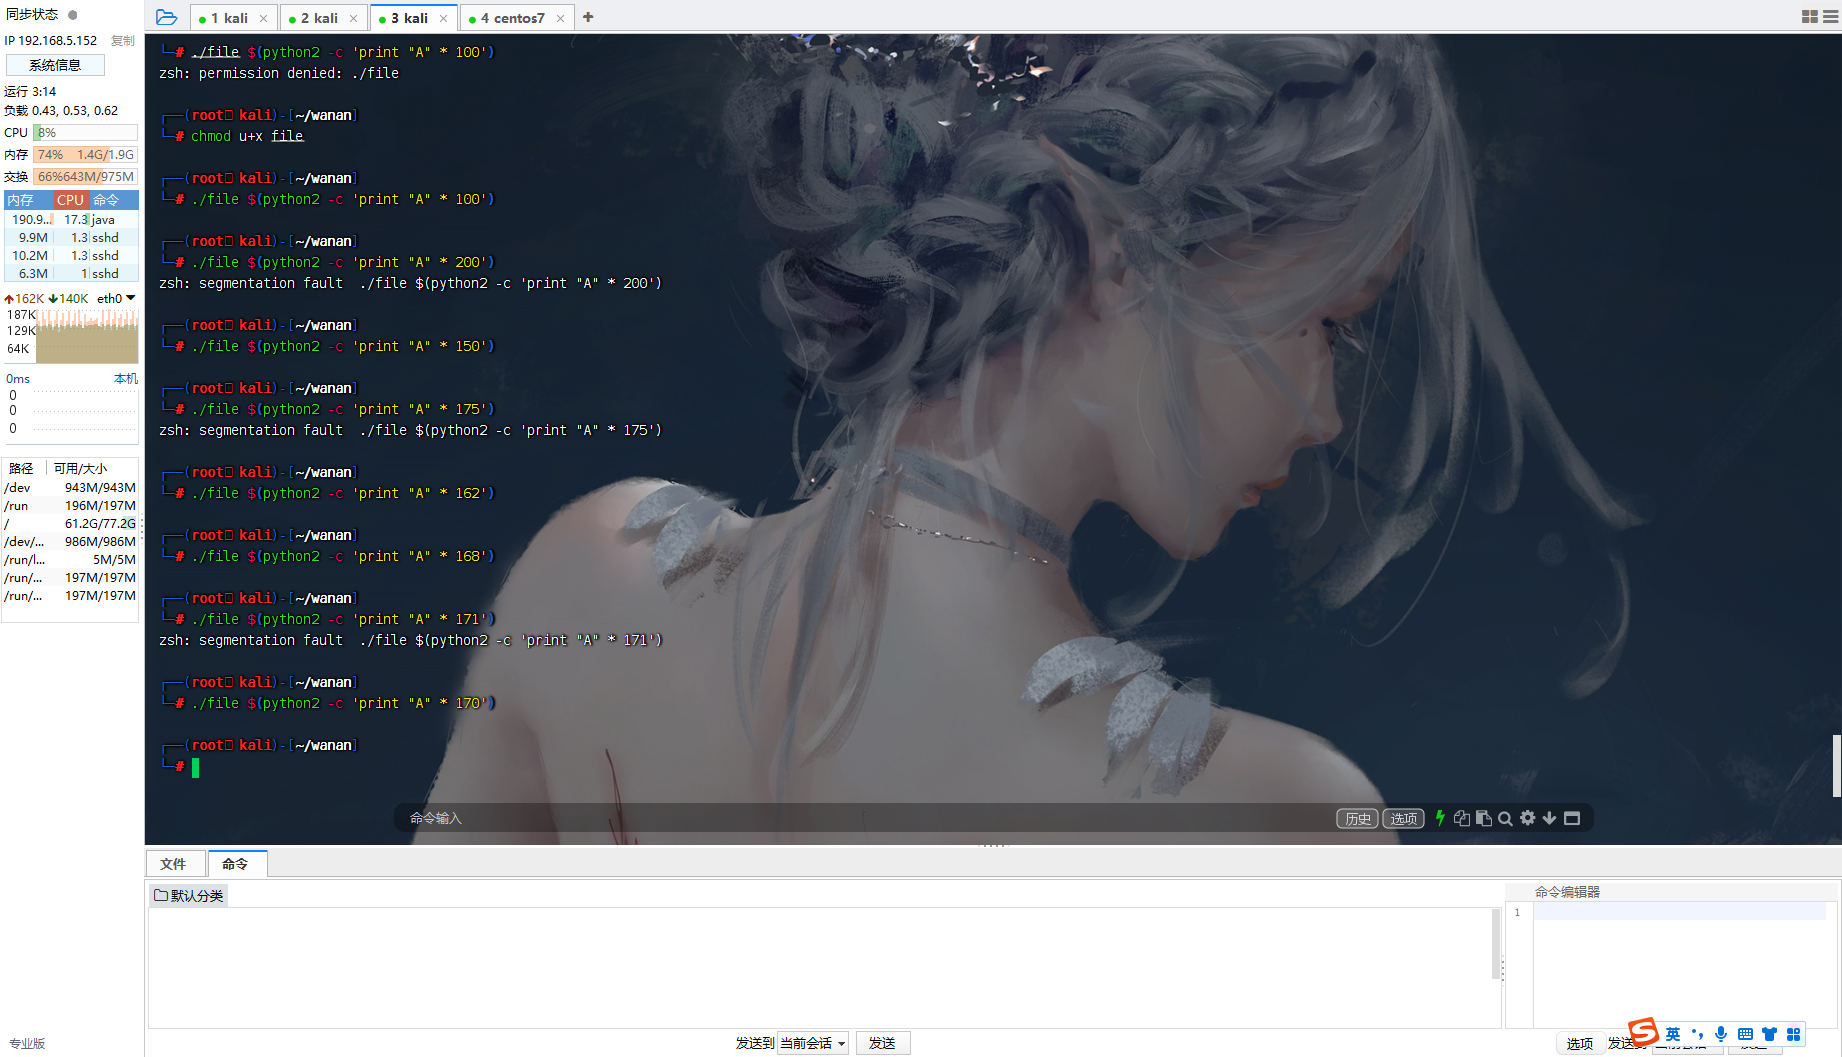 同步状态
IP 192.168.5.152 复制
系统信息
运行 3:14
负载 0.43, 0.53, 0.62
CPU 8%
内存 74% 1.4G/1.9G
交换 66% 643M/975M
内存 CPU 命令
190.9... 17.3 java
9.9M 1.3 sshd
10.2M 1.3 sshd
6.3M 1 sshd
162K 140K eth0
187K
129K
64K
0ms 本机
0
0
0
路径 可用/大小
/dev 943M/943M
/run 196M/197M
/ 61.2G/77.2G
/dev/... 986M/986M
/run/l... 5M/5M
/run/... 197M/197M
/run/... 197M/197M
专业版
1 kali
2 kali
3 kali
4 centos7
└─# ./file $(python2 -c 'print "A" * 100')
zsh: permission denied: ./file
┌──(root kali)-[~/wanan]
└─# chmod u+x file
┌──(root kali)-[~/wanan]
└─# ./file $(python2 -c 'print "A" * 100')
┌──(root kali)-[~/wanan]
└─# ./file $(python2 -c 'print "A" * 200')
zsh: segmentation fault  ./file $(python2 -c 'print "A" * 200')
┌──(root kali)-[~/wanan]
└─# ./file $(python2 -c 'print "A" * 150')
┌──(root kali)-[~/wanan]
└─# ./file $(python2 -c 'print "A" * 175')
zsh: segmentation fault  ./file $(python2 -c 'print "A" * 175')
┌──(root kali)-[~/wanan]
└─# ./file $(python2 -c 'print "A" * 162')
┌──(root kali)-[~/wanan]
└─# ./file $(python2 -c 'print "A" * 168')
┌──(root kali)-[~/wanan]
└─# ./file $(python2 -c 'print "A" * 171')
zsh: segmentation fault  ./file $(python2 -c 'print "A" * 171')
┌──(root kali)-[~/wanan]
└─# ./file $(python2 -c 'print "A" * 170')
┌──(root kali)-[~/wanan]
└─#
命令输入 历史 选项
文件 命令
默认分类
命令编辑器
1
发送到 当前会话 发送
选项 发送到
英